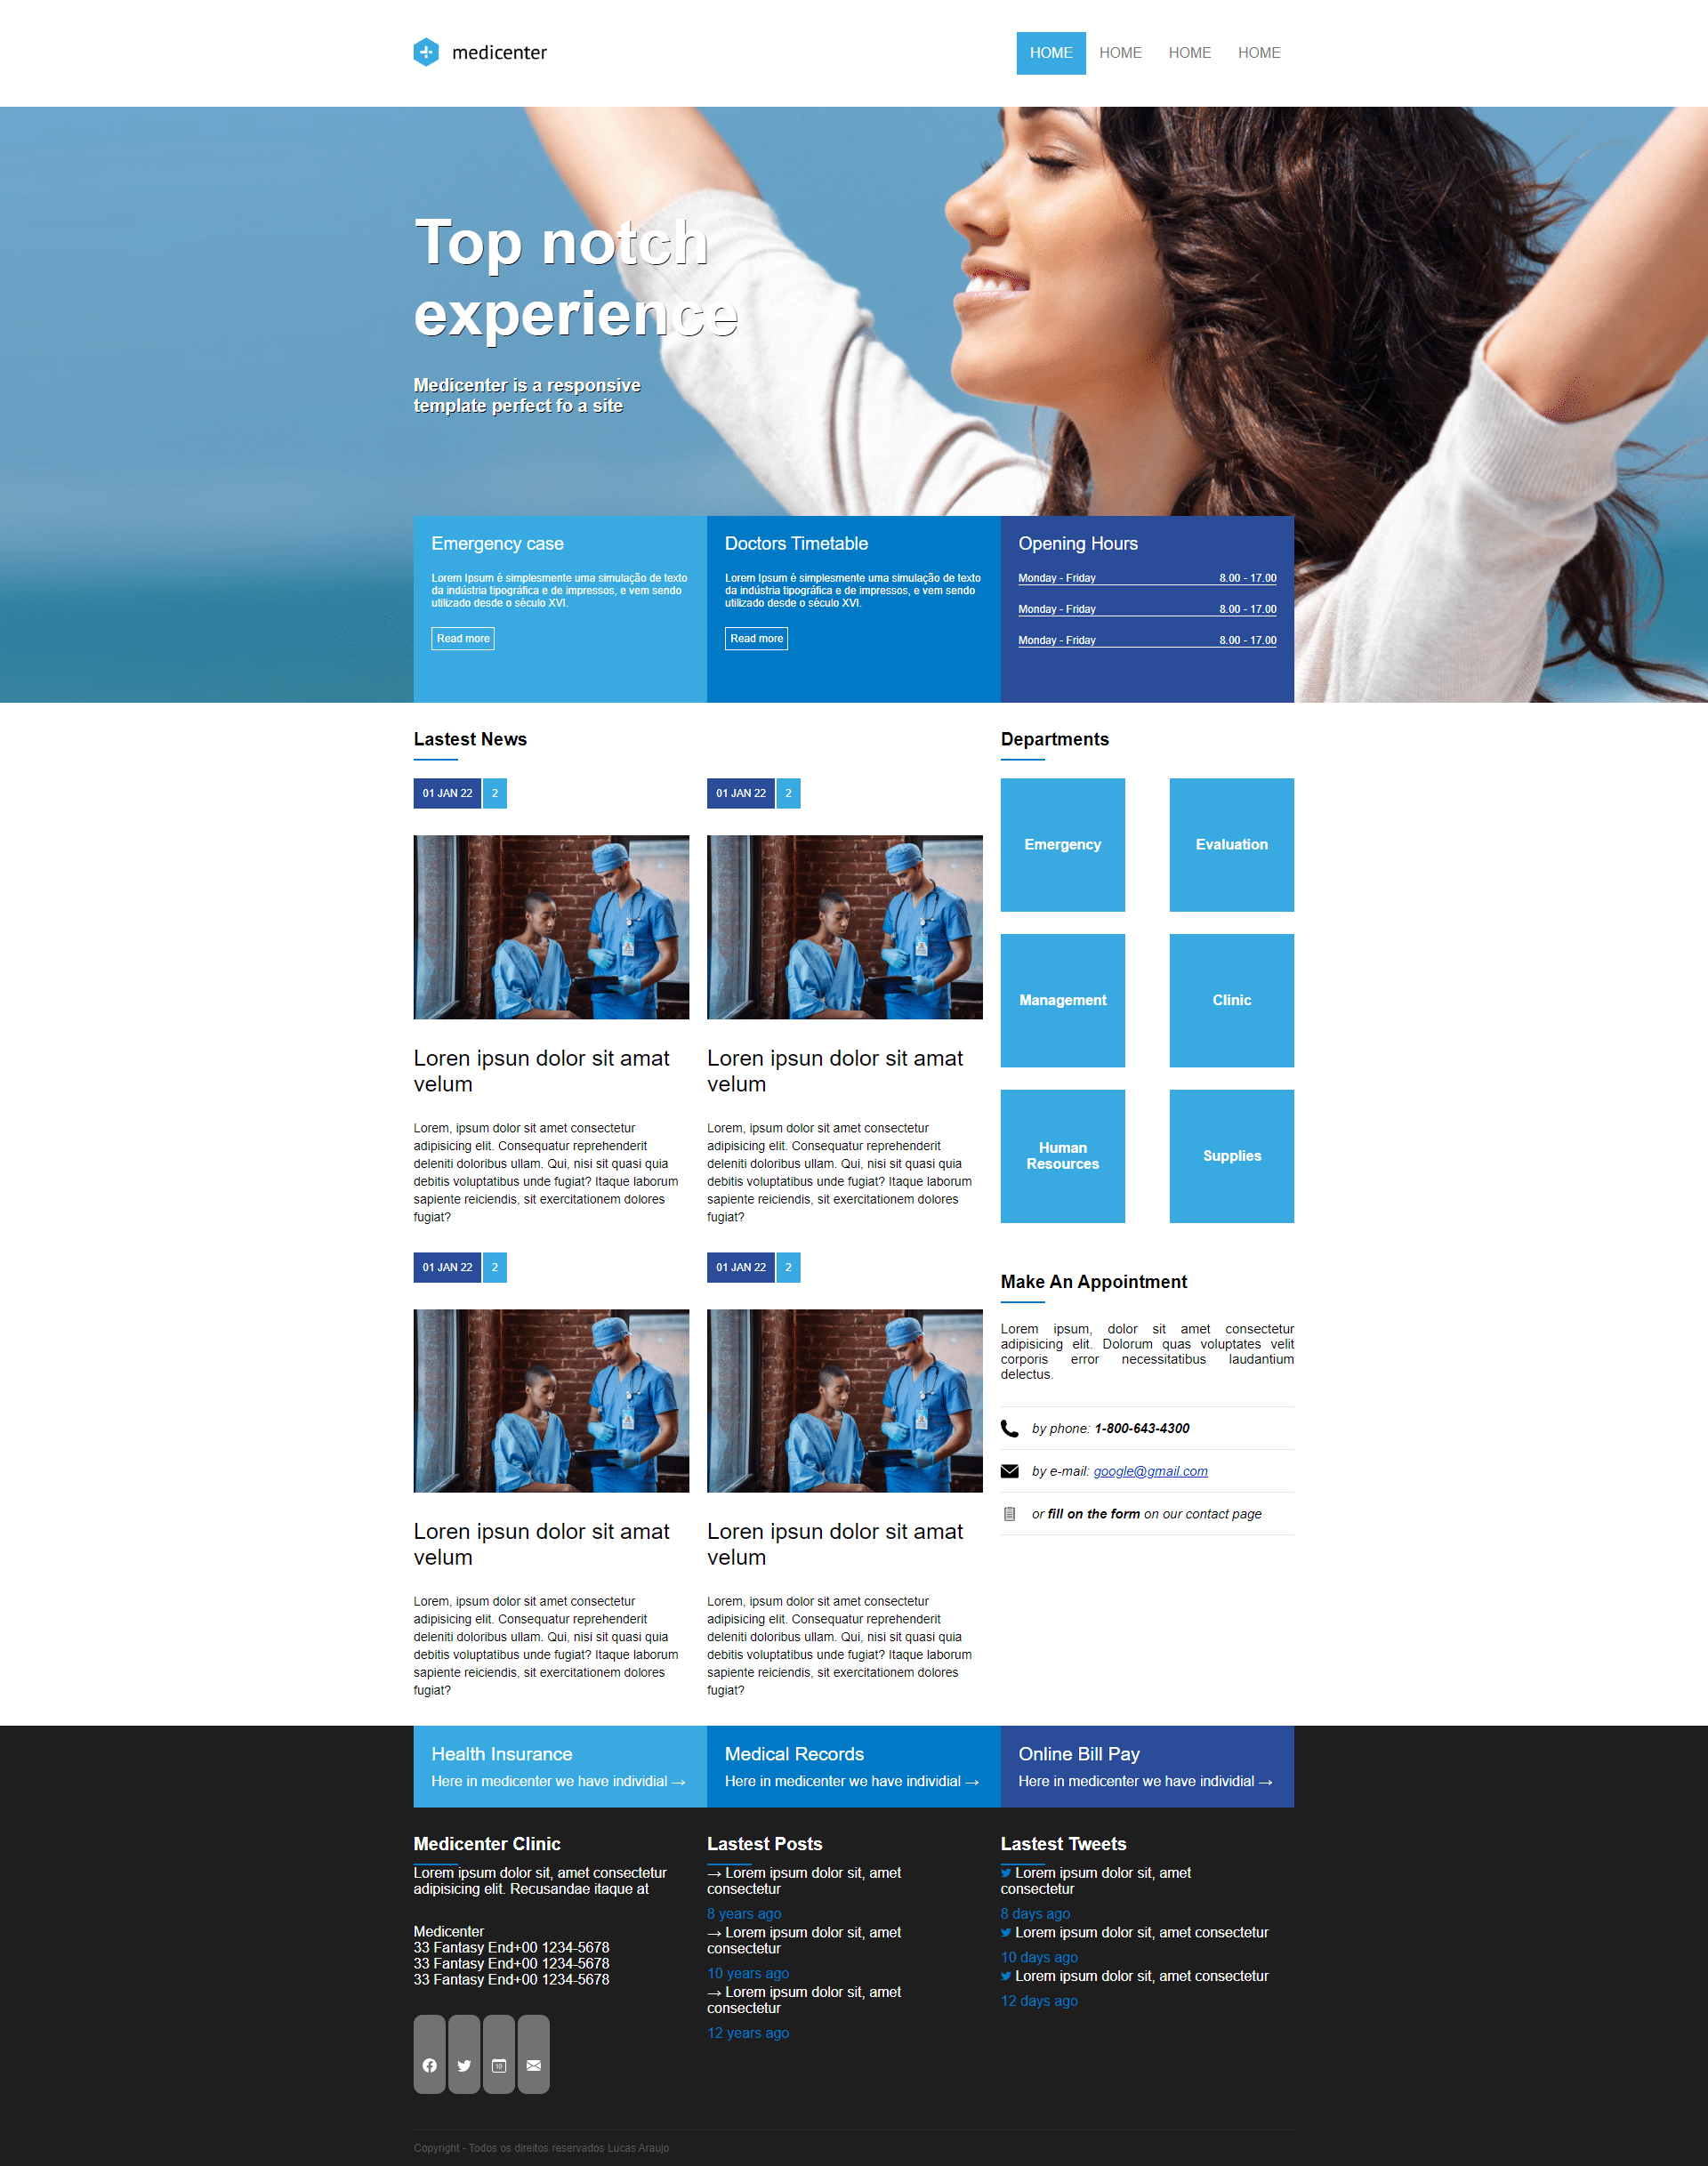 medicenter
HOME HOME HOME HOME
Top notch
experience
Medicenter is a responsive
template perfect fo a site
Emergency case
Lorem Ipsum é simplesmente uma simulação de texto
da indústria tipográfica e de impressos, e vem sendo
utilizado desde o século XVI.
Read more
Doctors Timetable
Lorem Ipsum é simplesmente uma simulação de texto
da indústria tipográfica e de impressos, e vem sendo
utilizado desde o século XVI.
Read more
Opening Hours
Monday - Friday 8.00 - 17.00
Monday - Friday 8.00 - 17.00
Monday - Friday 8.00 - 17.00
Lastest News
01 JAN 22 2
Loren ipsun dolor sit amat
velum
Lorem, ipsum dolor sit amet consectetur
adipisicing elit. Consequatur reprehenderit
deleniti doloribus ullam. Qui, nisi sit quasi quia
debitis voluptatibus unde fugiat? Itaque laborum
sapiente reiciendis, sit exercitationem dolores
fugiat?
01 JAN 22 2
Loren ipsun dolor sit amat
velum
Lorem, ipsum dolor sit amet consectetur
adipisicing elit. Consequatur reprehenderit
deleniti doloribus ullam. Qui, nisi sit quasi quia
debitis voluptatibus unde fugiat? Itaque laborum
sapiente reiciendis, sit exercitationem dolores
fugiat?
01 JAN 22 2
Loren ipsun dolor sit amat
velum
Lorem, ipsum dolor sit amet consectetur
adipisicing elit. Consequatur reprehenderit
deleniti doloribus ullam. Qui, nisi sit quasi quia
debitis voluptatibus unde fugiat? Itaque laborum
sapiente reiciendis, sit exercitationem dolores
fugiat?
01 JAN 22 2
Loren ipsun dolor sit amat
velum
Lorem, ipsum dolor sit amet consectetur
adipisicing elit. Consequatur reprehenderit
deleniti doloribus ullam. Qui, nisi sit quasi quia
debitis voluptatibus unde fugiat? Itaque laborum
sapiente reiciendis, sit exercitationem dolores
fugiat?
Departments
Emergency
Evaluation
Management
Clinic
Human
Resources
Supplies
Make An Appointment
Lorem ipsum, dolor sit amet consectetur
adipisicing elit. Dolorum quas voluptates velit
corporis error necessitatibus laudantium
delectus.
by phone: 1-800-643-4300
by e-mail: google@gmail.com
or fill on the form on our contact page
Health Insurance
Here in medicenter we have individial →
Medical Records
Here in medicenter we have individial →
Online Bill Pay
Here in medicenter we have individial →
Medicenter Clinic
Lorem ipsum dolor sit, amet consectetur
adipisicing elit. Recusandae itaque at
Medicenter
33 Fantasy End+00 1234-5678
33 Fantasy End+00 1234-5678
33 Fantasy End+00 1234-5678
Lastest Posts
→ Lorem ipsum dolor sit, amet
consectetur
8 years ago
→ Lorem ipsum dolor sit, amet
consectetur
10 years ago
→ Lorem ipsum dolor sit, amet
consectetur
12 years ago
Lastest Tweets
Lorem ipsum dolor sit, amet
consectetur
8 days ago
Lorem ipsum dolor sit, amet consectetur
10 days ago
Lorem ipsum dolor sit, amet consectetur
12 days ago
Copyright - Todos os direitos reservados Lucas Araujo